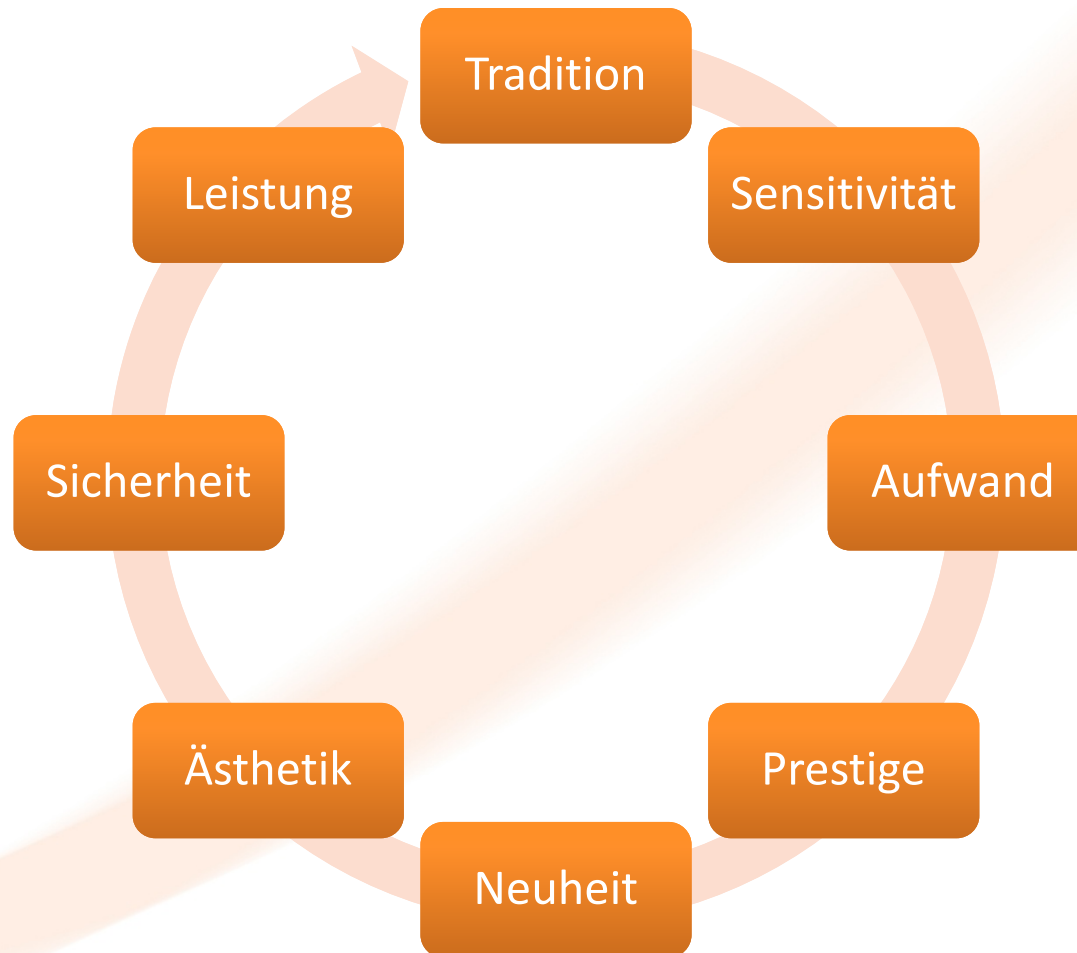 Tradition
Sensitivität
Aufwand
Prestige
Neuheit
Ästhetik
Sicherheit
Leistung